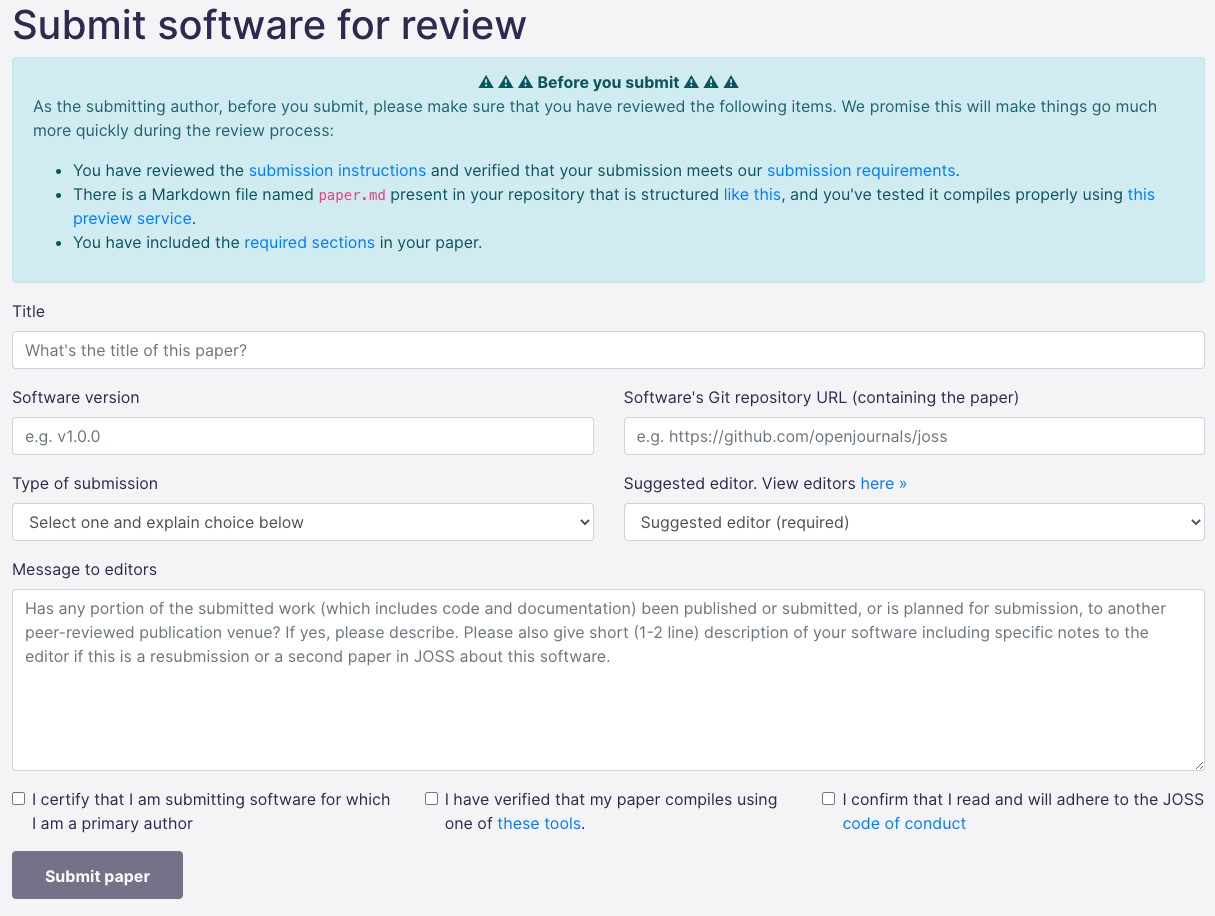 Submit software for review
⚠ ⚠ ⚠ Before you submit ⚠ ⚠ ⚠
As the submitting author, before you submit, please make sure that you have reviewed the following items. We promise this will make things go much
more quickly during the review process:
• You have reviewed the submission instructions and verified that your submission meets our submission requirements.
• There is a Markdown file named paper.md present in your repository that is structured like this, and you've tested it compiles properly using this
preview service.
• You have included the required sections in your paper.
Title
What's the title of this paper?
Software version
Software's Git repository URL (containing the paper)
e.g. v1.0.0
e.g. https://github.com/openjournals/joss
Type of submission
Suggested editor. View editors here »
Select one and explain choice below
Suggested editor (required)
Message to editors
Has any portion of the submitted work (which includes code and documentation) been published or submitted, or is planned for submission, to another
peer-reviewed publication venue? If yes, please describe. Please also give short (1-2 line) description of your software including specific notes to the
editor if this is a resubmission or a second paper in JOSS about this software.
I certify that I am submitting software for which
I am a primary author
I have verified that my paper compiles using
one of these tools.
I confirm that I read and will adhere to the JOSS
code of conduct
Submit paper